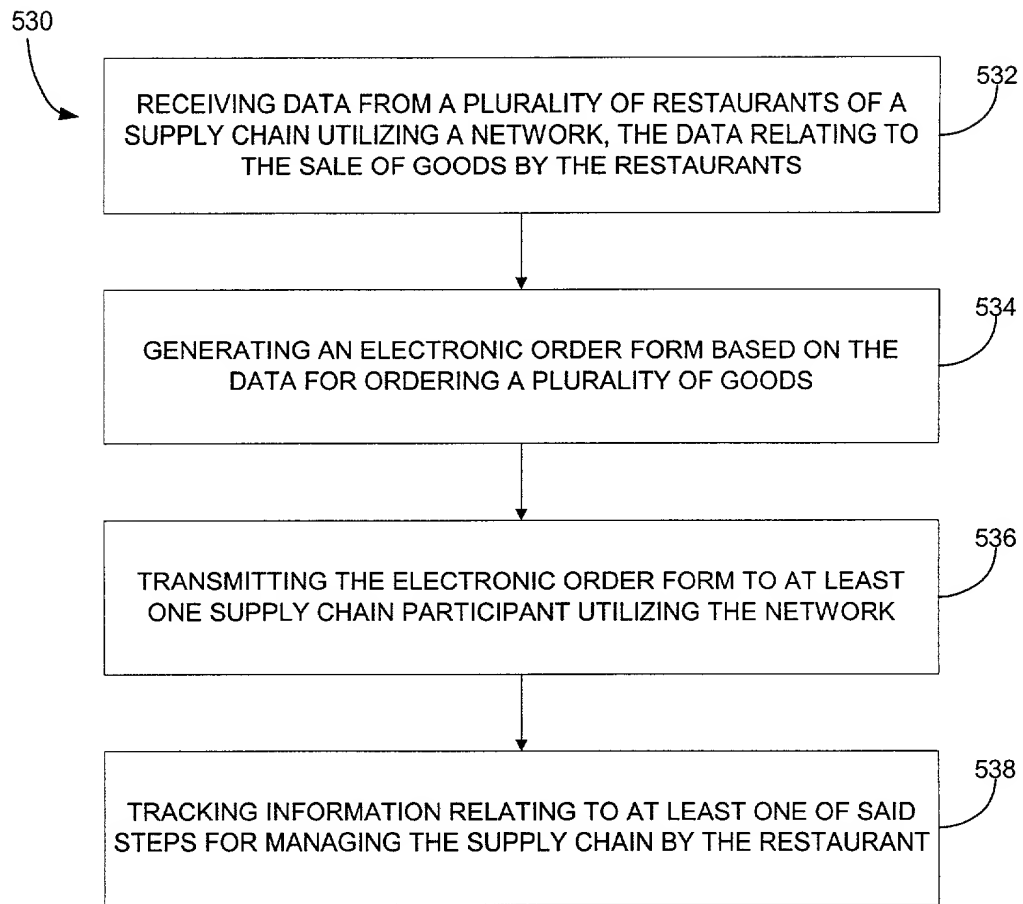 530
532
RECEIVING DATA FROM A PLURALITY OF RESTAURANTS OF A
SUPPLY CHAIN UTILIZING A NETWORK, THE DATA RELATING TO
THE SALE OF GOODS BY THE RESTAURANTS
534
GENERATING AN ELECTRONIC ORDER FORM BASED ON THE
DATA FOR ORDERING A PLURALITY OF GOODS
536
TRANSMITTING THE ELECTRONIC ORDER FORM TO AT LEAST
ONE SUPPLY CHAIN PARTICIPANT UTILIZING THE NETWORK
538
TRACKING INFORMATION RELATING TO AT LEAST ONE OF SAID
STEPS FOR MANAGING THE SUPPLY CHAIN BY THE RESTAURANT